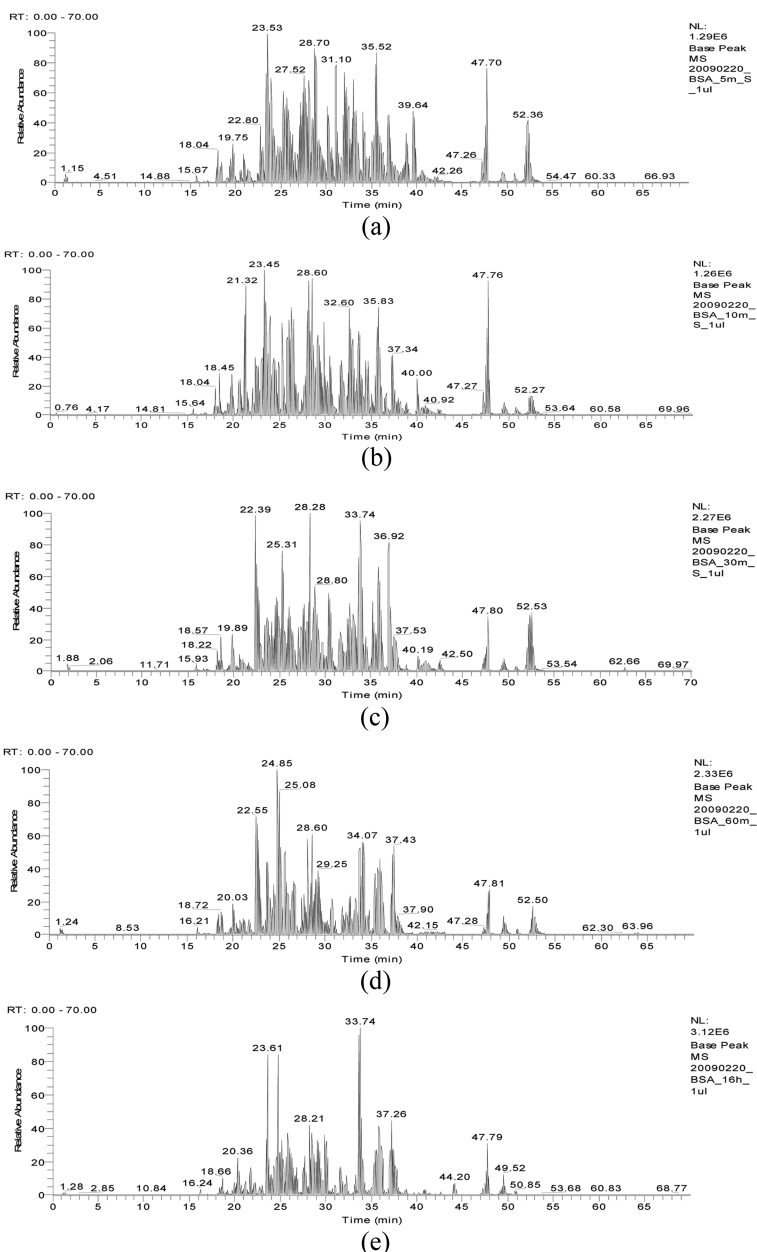 RT: 0.00 - 70.00
NL:
1.29E6
Base Peak
MS
20090220_
BSA_5m_S
_1ul
Relative Abundance
100
80
60
40
20
0
23.53
28.70
27.52
31.10
35.52
47.70
22.80
39.64
52.36
18.04
19.75
15.67
47.26
42.26
1.15
4.51
14.88
54.47
60.33
66.93
0 5 10 15 20 25 30 35 40 45 50 55 60 65
Time (min)
(a)
RT: 0.00 - 70.00
NL:
1.26E6
Base Peak
MS
20090220_
BSA_10m_
S_1ul
Relative Abundance
100
80
60
40
20
0
23.45
28.60
21.32
32.60
35.83
47.76
37.34
18.45
18.04
40.00
40.92
47.27
52.27
15.64
0.76
4.17
14.81
53.64
60.58
69.96
0 5 10 15 20 25 30 35 40 45 50 55 60 65
Time (min)
(b)
RT: 0.00 - 70.00
NL:
2.27E6
Base Peak
MS
20090220_
BSA_30m_
S_1ul
Relative Abundance
100
80
60
40
20
0
22.39
28.28
33.74
25.31
36.92
28.80
47.80
52.53
18.57
19.89
37.53
18.22
40.19
42.50
15.93
1.88
2.06
11.71
53.54
62.66
69.97
0 5 10 15 20 25 30 35 40 45 50 55 60 65 70
Time (min)
(c)
RT: 0.00 - 70.00
NL:
2.33E6
Base Peak
MS
20090220_
BSA_60m_
1ul
Relative Abundance
100
80
60
40
20
0
24.85
25.08
22.55
28.60
34.07
37.43
29.25
47.81
18.72
20.03
37.90
52.50
16.21
42.15
47.28
1.24
8.53
62.30
63.96
0 5 10 15 20 25 30 35 40 45 50 55 60 65
Time (min)
(d)
RT: 0.00 - 70.00
NL:
3.12E6
Base Peak
MS
20090220_
BSA_16h_
1ul
Relative Abundance
100
80
60
40
20
0
33.74
23.61
28.21
37.26
47.79
20.36
18.66
49.52
16.24
44.20
50.85
1.28
2.85
10.84
53.68
60.83
68.77
0 5 10 15 20 25 30 35 40 45 50 55 60 65
Time (min)
(e)